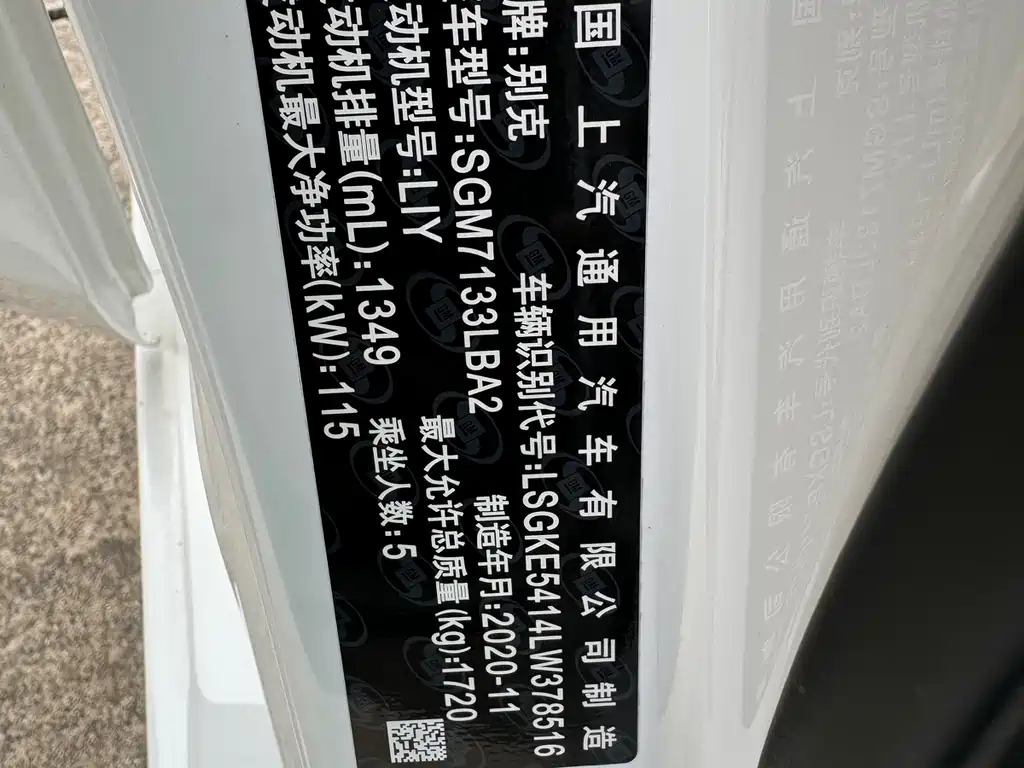 国上汽通用汽车有限公司制造
牌:别克
车辆识别代号:LSGKE5414LW378516
车型号:SGM7133LBA2
制造年月:2020-11
动机型号:LIY
最大允许总质量(kg):1720
动机排量(mL):1349
乘坐人数:5
动机最大净功率(kW):115